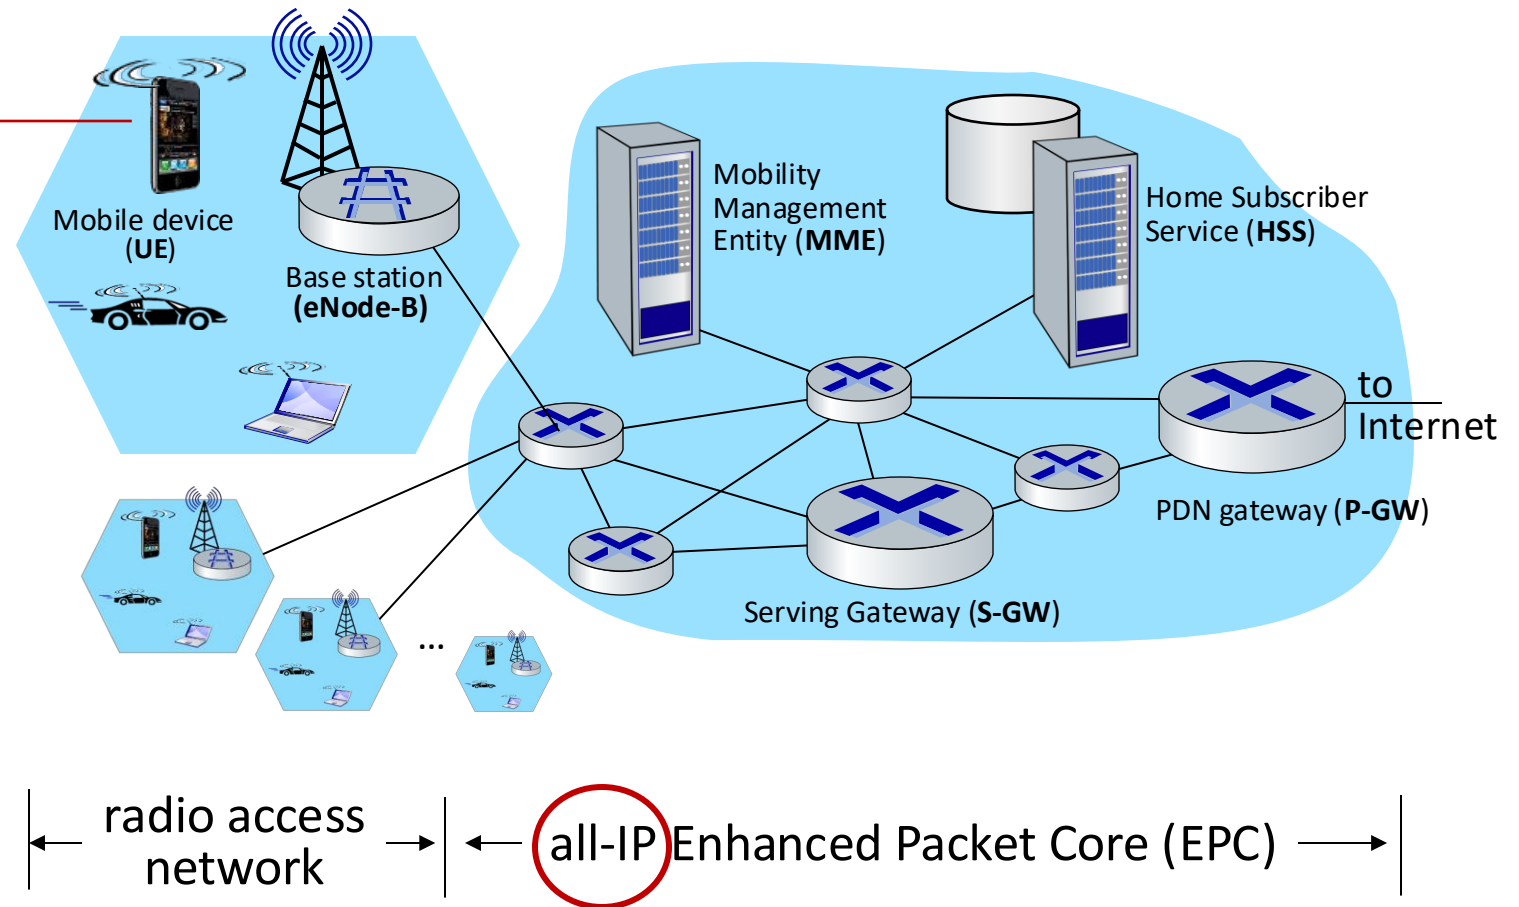 Mobile device
(UE)
Base station
(eNode-B)
Mobility
Management
Entity (MME)
Home Subscriber
Service (HSS)
to
Internet
PDN gateway (P-GW)
Serving Gateway (S-GW)
...
radio access
network
all-IP Enhanced Packet Core (EPC)